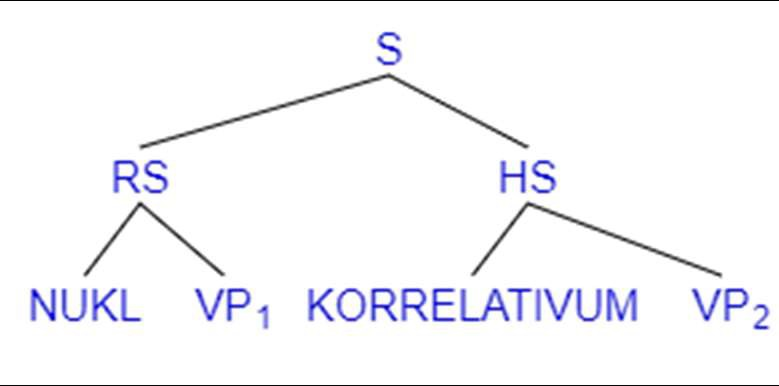 S
RS HS
NUKL VP₁ KORRELATIVUM VP₂